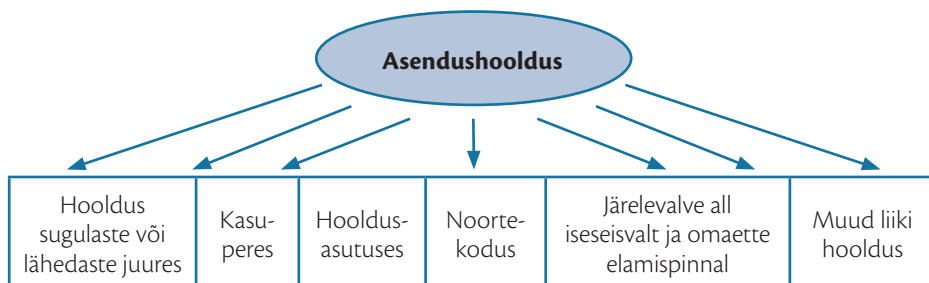 Asendushooldus
Hooldus
sugulaste või
lähedaste juures
Kasu-
peres
Hooldus-
asutuses
Noorte-
kodus
Järelevalve all
iseseisvalt ja omaette
elamispinnal
Muud liiki
hooldus